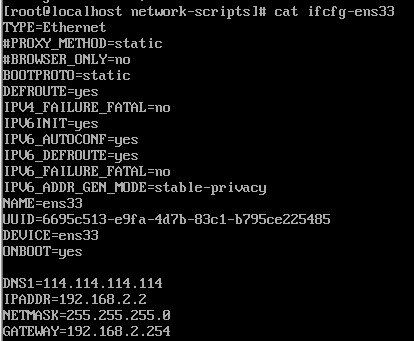 [root@localhost network-scripts]# cat ifcfg-ens33
TYPE=Ethernet
#PROXY_METHOD=static
#BROWSER_ONLY=no
BOOTPROTO=static
DEFROUTE=yes
IPV4_FAILURE_FATAL=no
IPV6INIT=yes
IPV6_AUTOCONF=yes
IPV6_DEFROUTE=yes
IPV6_FAILURE_FATAL=no
IPV6_ADDR_GEN_MODE=stable-privacy
NAME=ens33
UUID=6695c513-e9fa-4d7b-83c1-b795ce225485
DEVICE=ens33
ONBOOT=yes
DNS1=114.114.114.114
IPADDR=192.168.2.2
NETMASK=255.255.255.0
GATEWAY=192.168.2.254